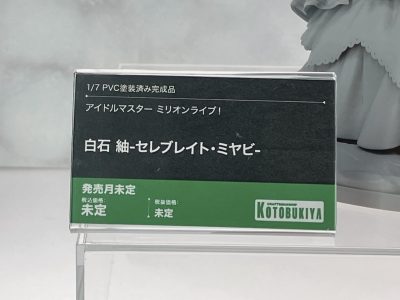 1/7 PVC塗装済み完成品
アイドルマスター ミリオンライブ！
白石 紬-セレブレイト・ミヤビ-
発売月未定
税込価格:
未定
税抜価格:
未定
KOTOBUKIYA